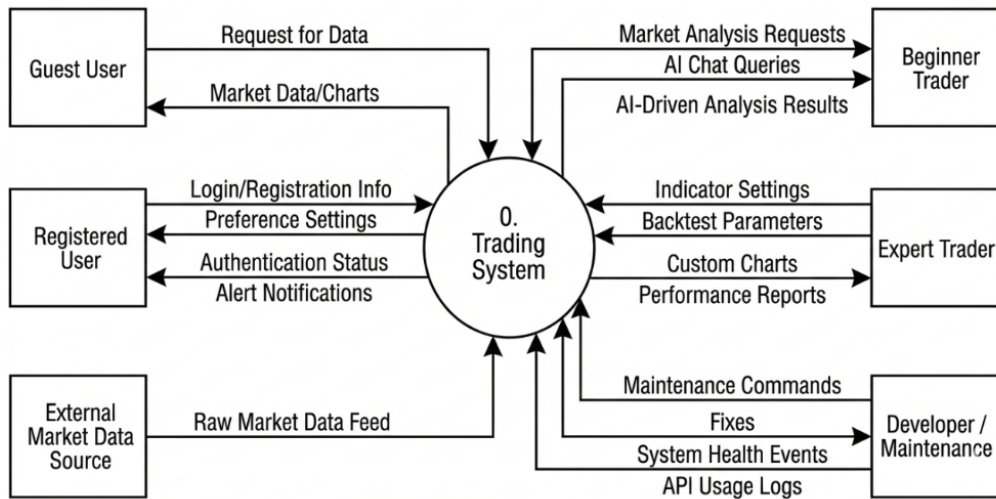 Guest User
Request for Data
Market Data/Charts
Market Analysis Requests
AI Chat Queries
AI-Driven Analysis Results
Beginner
Trader
Registered
User
Login/Registration Info
Preference Settings
Authentication Status
Alert Notifications
0.
Trading
System
Indicator Settings
Backtest Parameters
Custom Charts
Performance Reports
Expert Trader
External
Market Data
Source
Raw Market Data Feed
Maintenance Commands
Fixes
System Health Events
API Usage Logs
Developer /
Maintenance